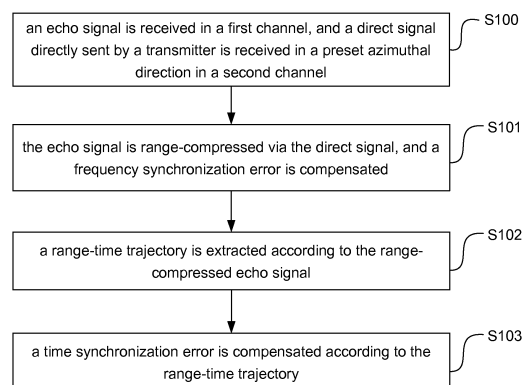 an echo signal is received in a first channel, and a direct signal
directly sent by a transmitter is received in a preset azimuthal
direction in a second channel
S100
the echo signal is range-compressed via the direct signal, and a
frequency synchronization error is compensated
S101
a range-time trajectory is extracted according to the range-
compressed echo signal
S102
a time synchronization error is compensated according to the
range-time trajectory
S103